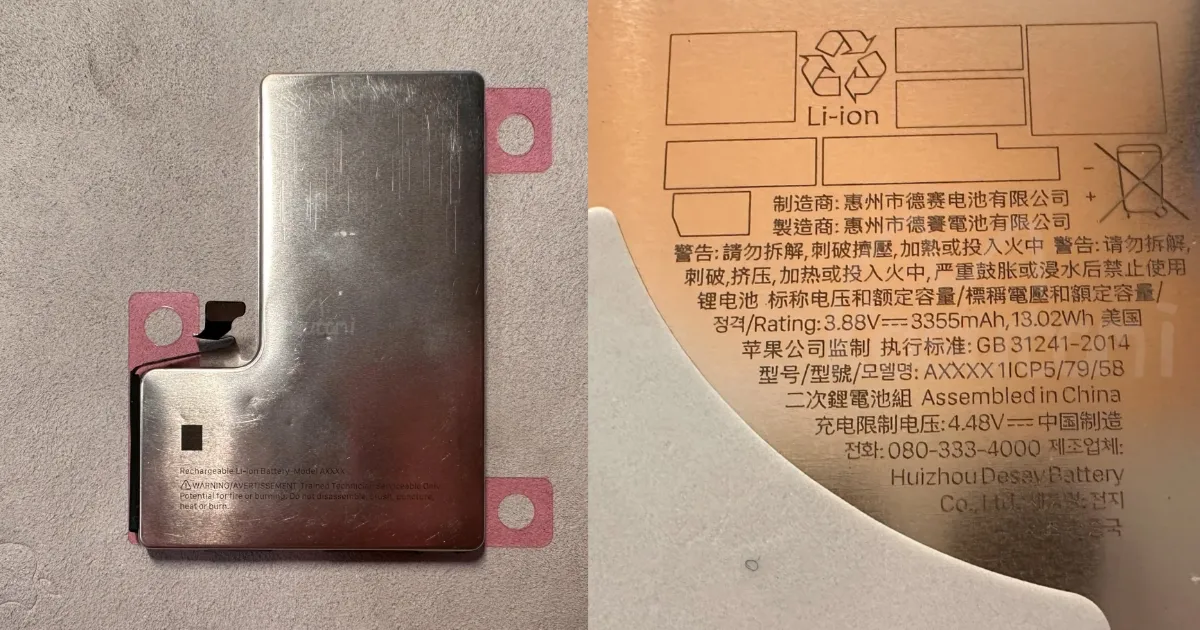 Rechargeable Li-ion Battery Model AXXXX
WARNING/AVERTISSEMENT Trained Technician Only.
Potential for fire or burning. Do not disassemble, crush, puncture,
heat or burn.
Li-ion
制造商: 惠州市德赛电池有限公司
製造商: 惠州市德賽電池有限公司
警告: 請勿拆解, 刺破擠壓, 加熱或投入火中 警告: 请勿拆解,
刺破, 挤压, 加热或投入火中, 严重鼓胀或浸水后禁止使用
锂电池 标称电压和额定容量/標稱電壓和額定容量/
정격/Rating: 3.88V⎓3355mAh, 13.02Wh 美国
苹果公司监制 执行标准: GB 31241-2014
型号/型號/모델명: AXXXX 1ICP5/79/58
二次鋰電池組 Assembled in China
充电限制电压: 4.48V⎓ 中国制造
전화: 080-333-4000 제조업체:
Huizhou Desay Battery
Co., Ltd. 전지